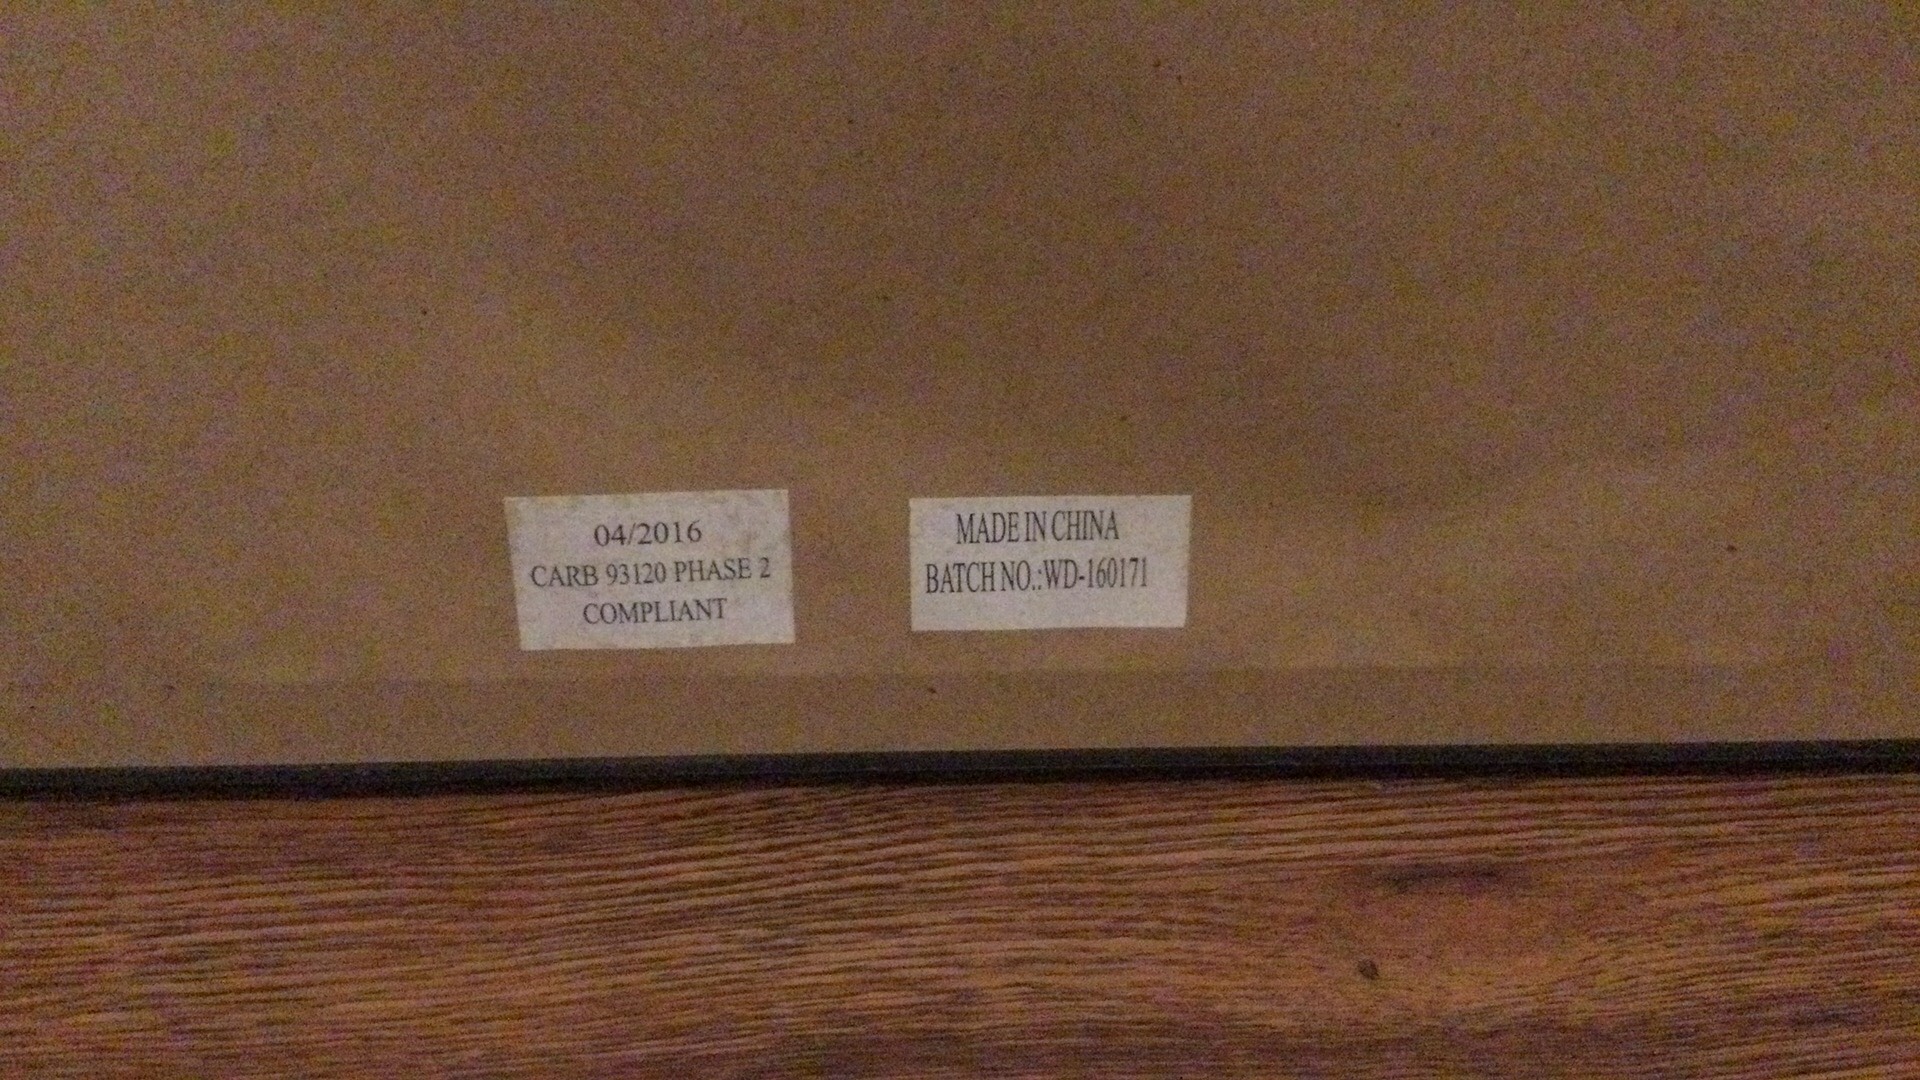 04/2016
CARB 93120 PHASE 2
COMPLIANT
MADE IN CHINA
BATCH NO.:WD-160171